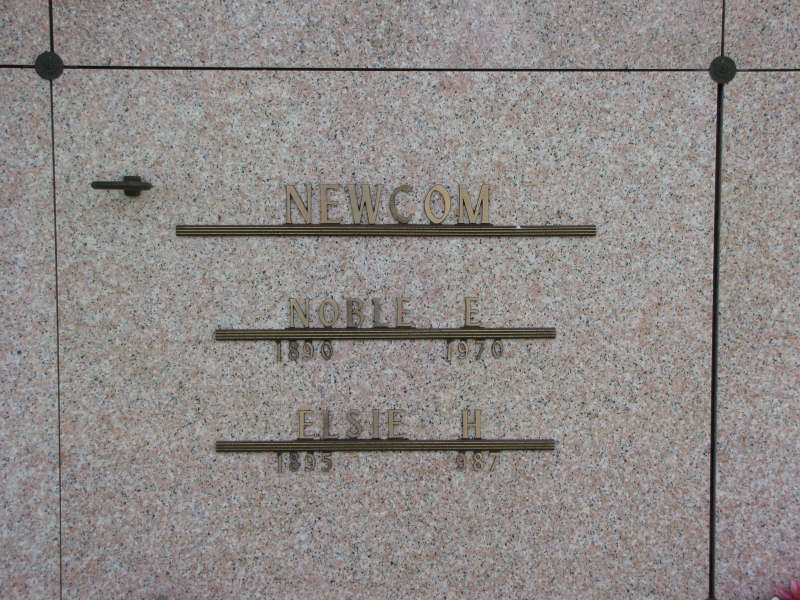 NEWCOM
NOBLE E
1890 1970
ELSIE H
1895 987